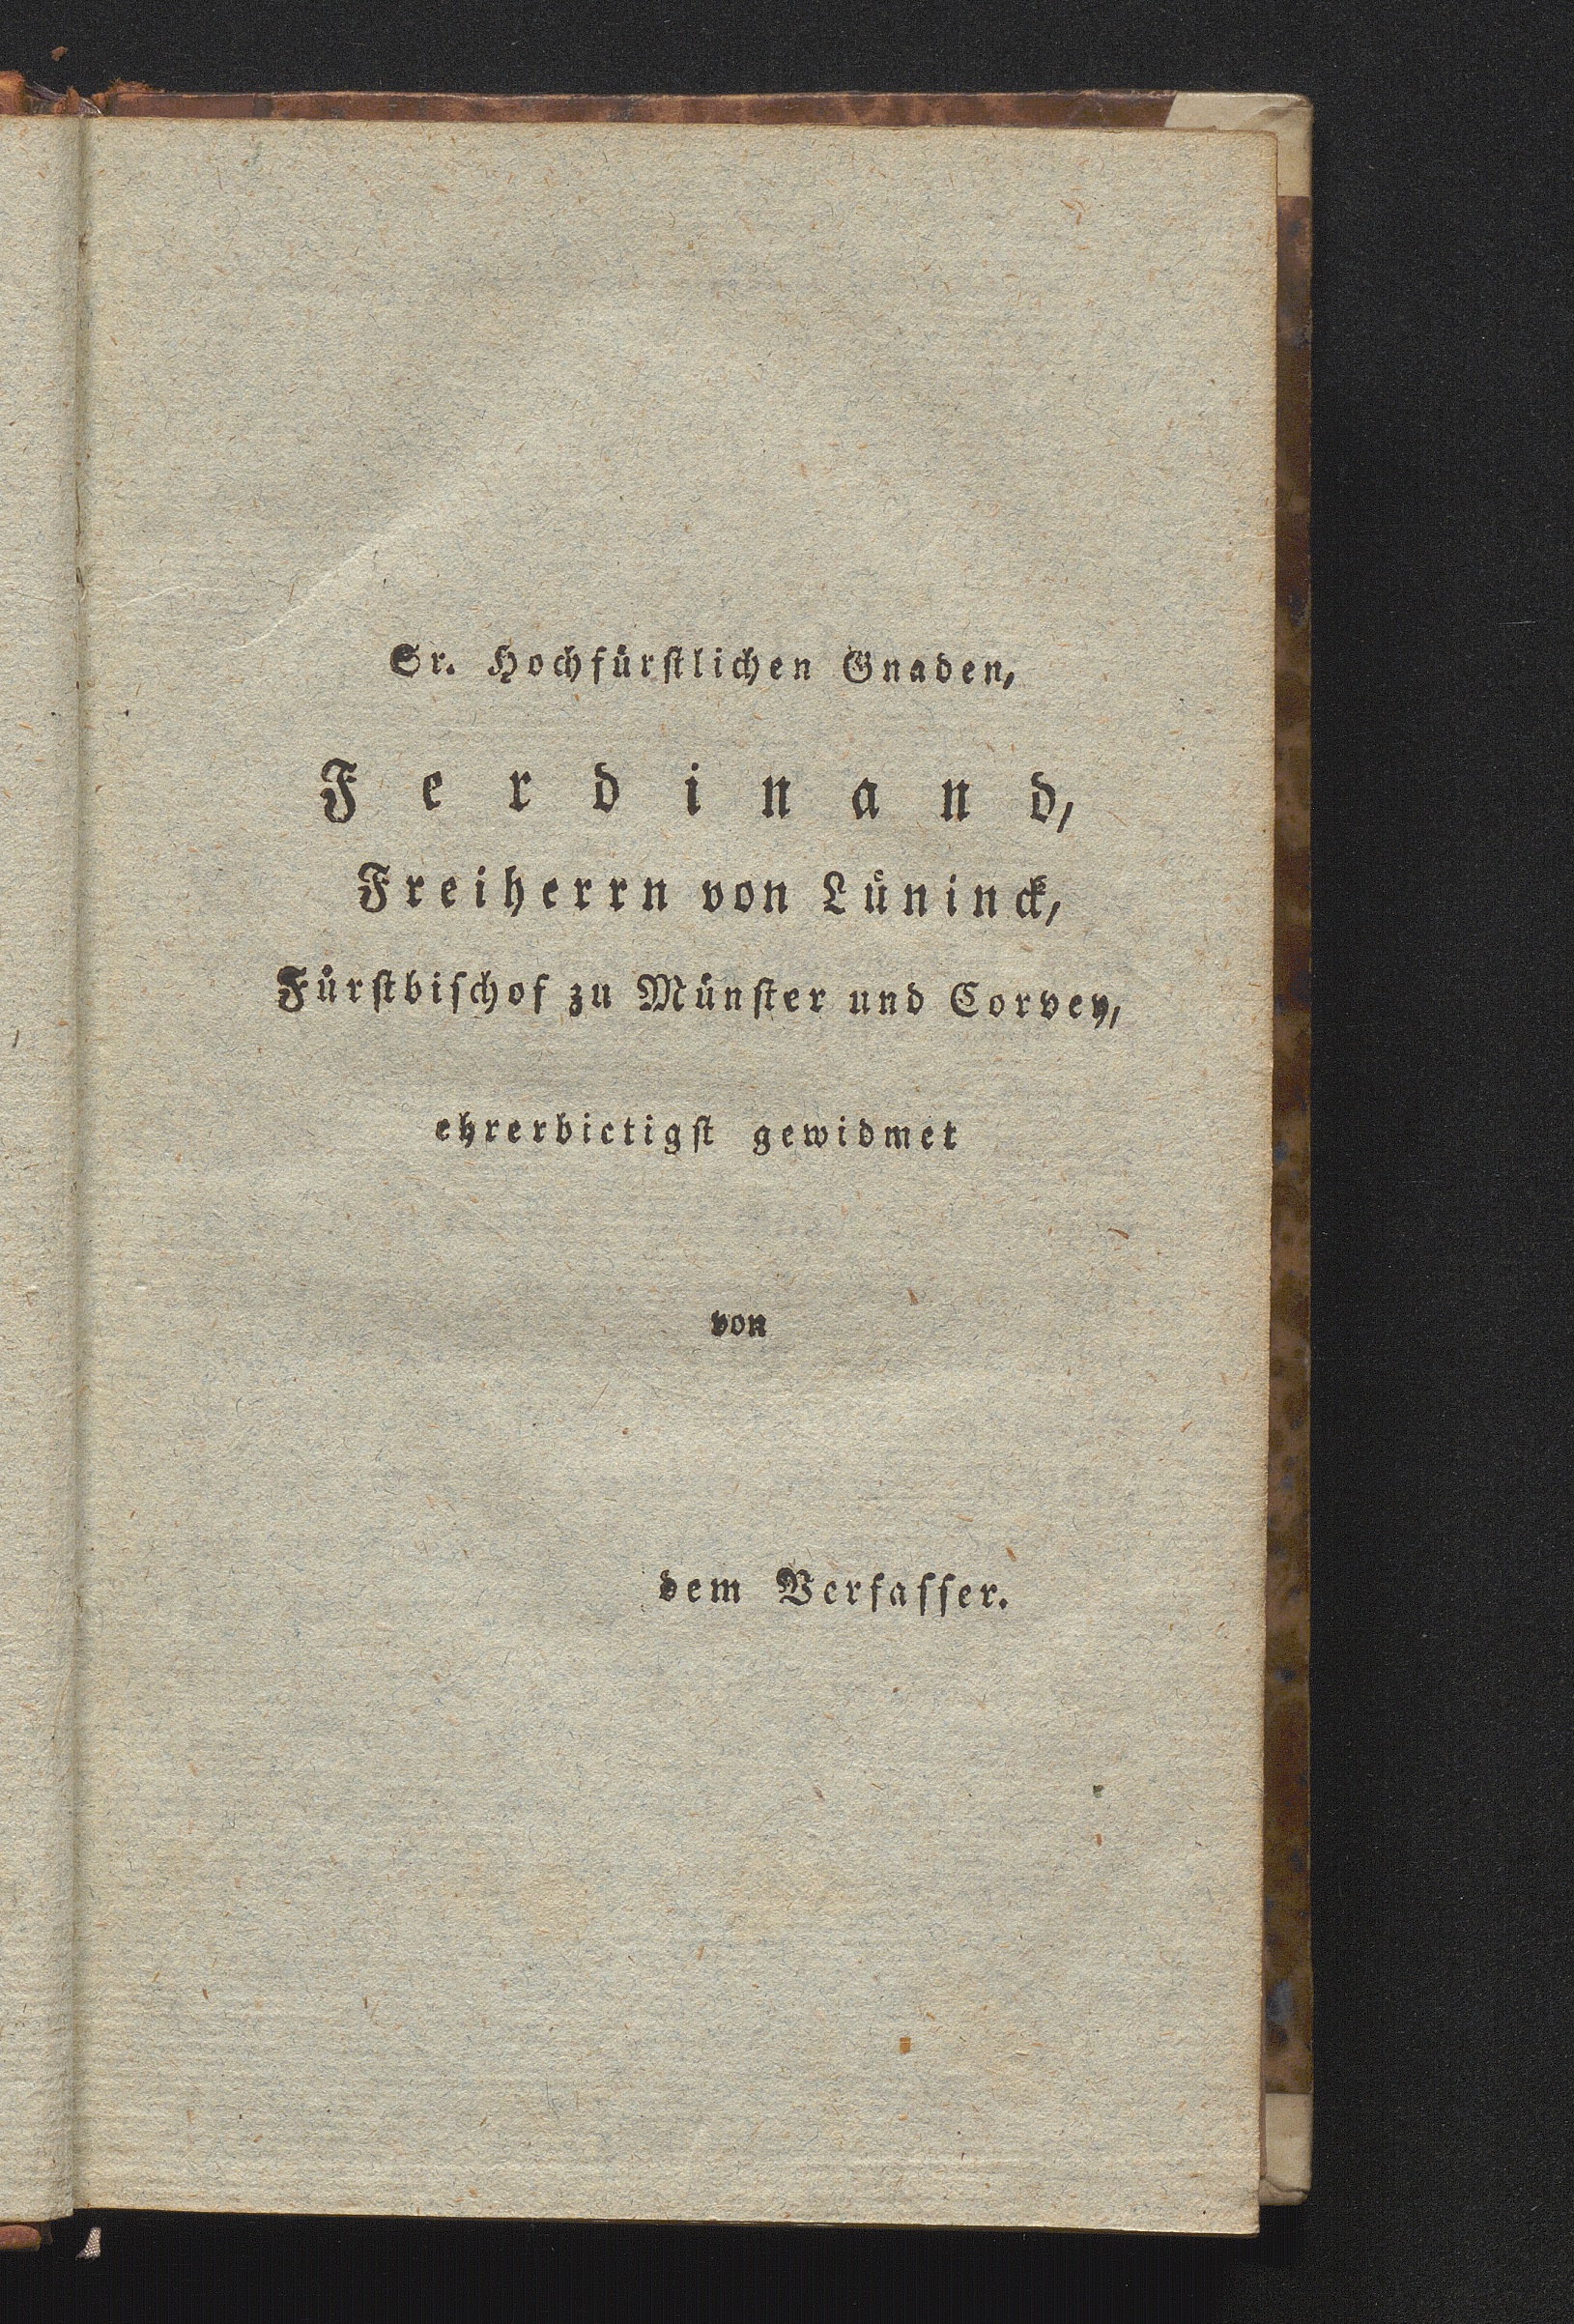 Sr. Hochfürstlichen Gnaden,
Ferdinand,
Freiherrn von Lüninck,
Fürstbischof zu Münster und Corvey,
ehrerbietigst gewidmet
von
dem Verfasser.